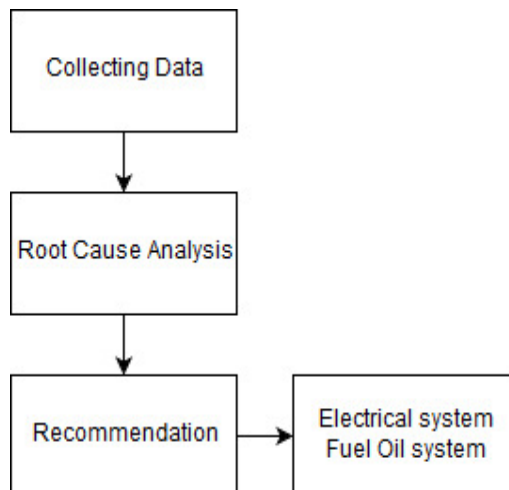 Collecting Data
Root Cause Analysis
Recommendation
Electrical system
Fuel Oil system